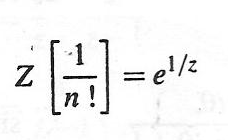 Z [1/n!] = e^{1/z}